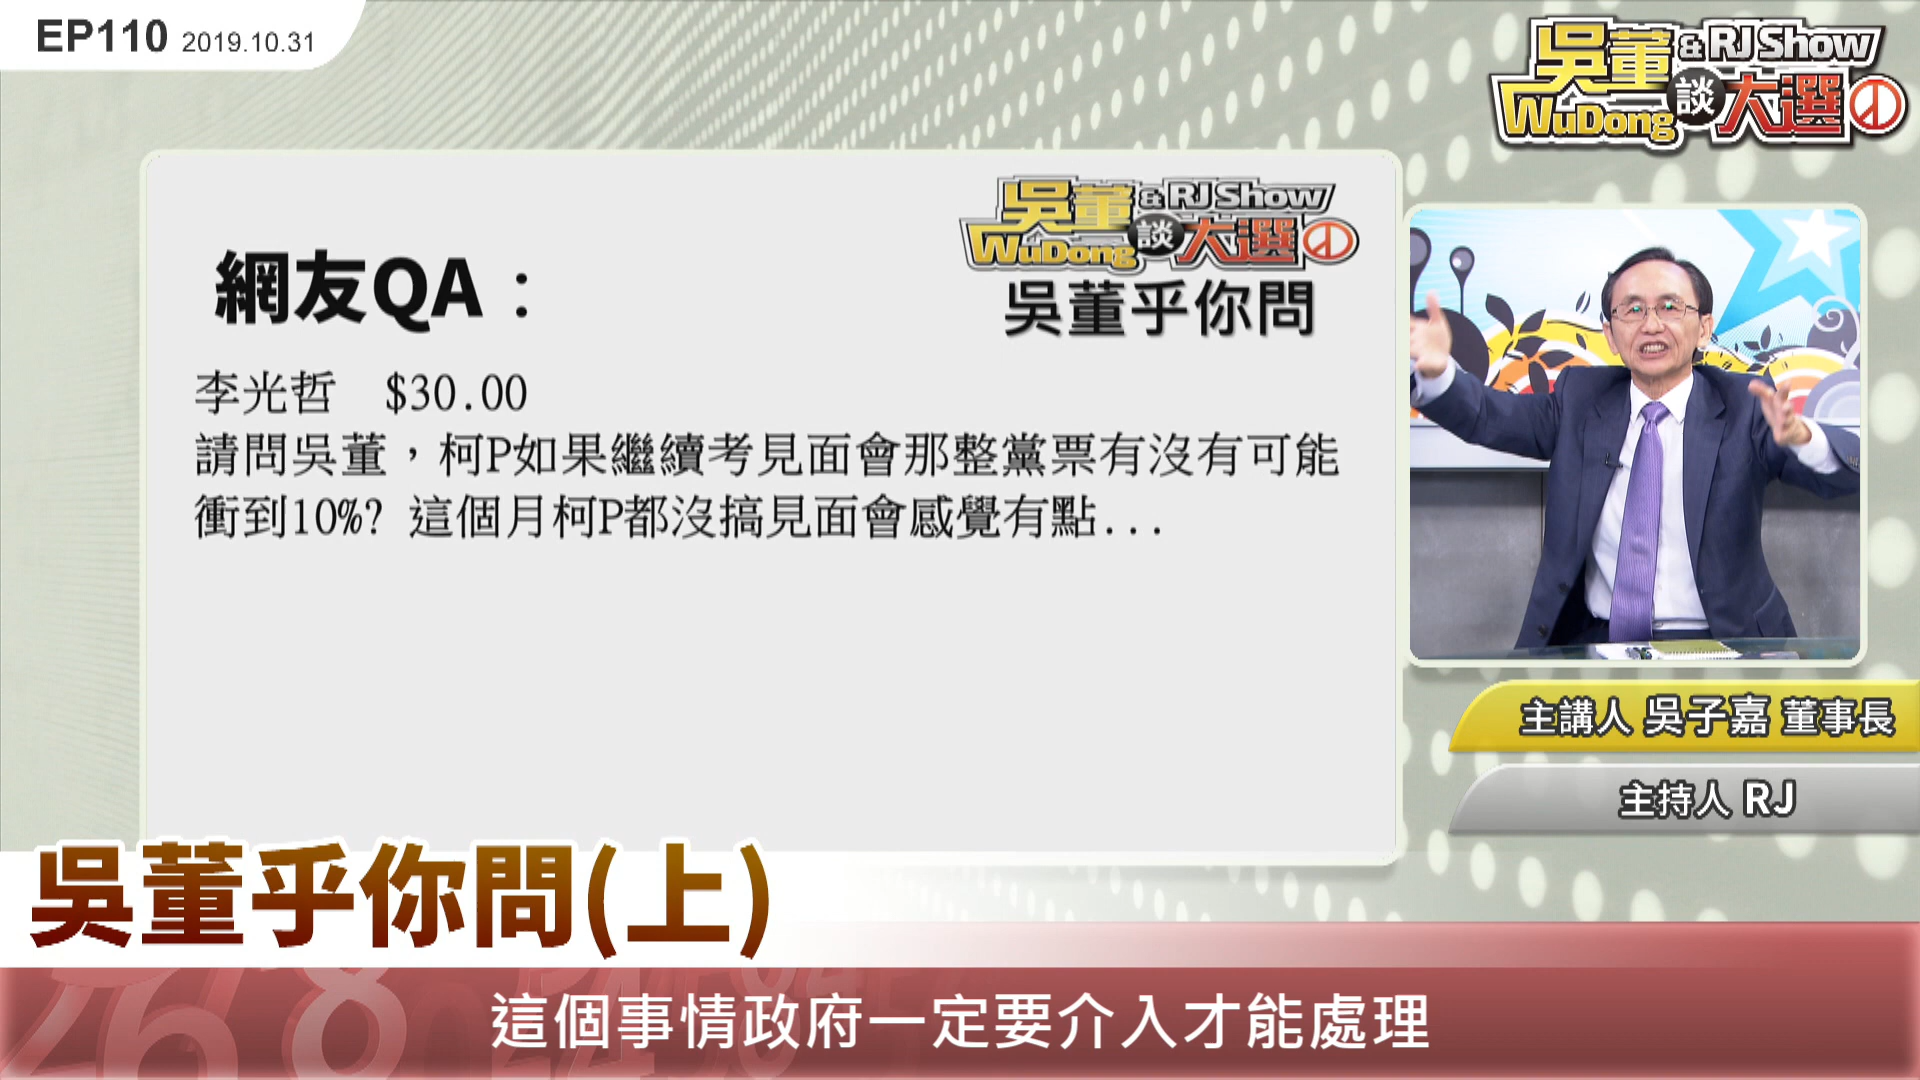 EP110 2019.10.31
吳董 & RJ Show
WuDong 談 大選
吳董 & RJ Show
WuDong 談 大選
吳董乎你問
網友QA：
李光哲 $30.00
請問吳董，柯P如果繼續考見面會那整黨票有沒有可能
衝到10%? 這個月柯P都沒搞見面會感覺有點...
主講人 吳子嘉 董事長
主持人 RJ
吳董乎你問(上)
這個事情政府一定要介入才能處理